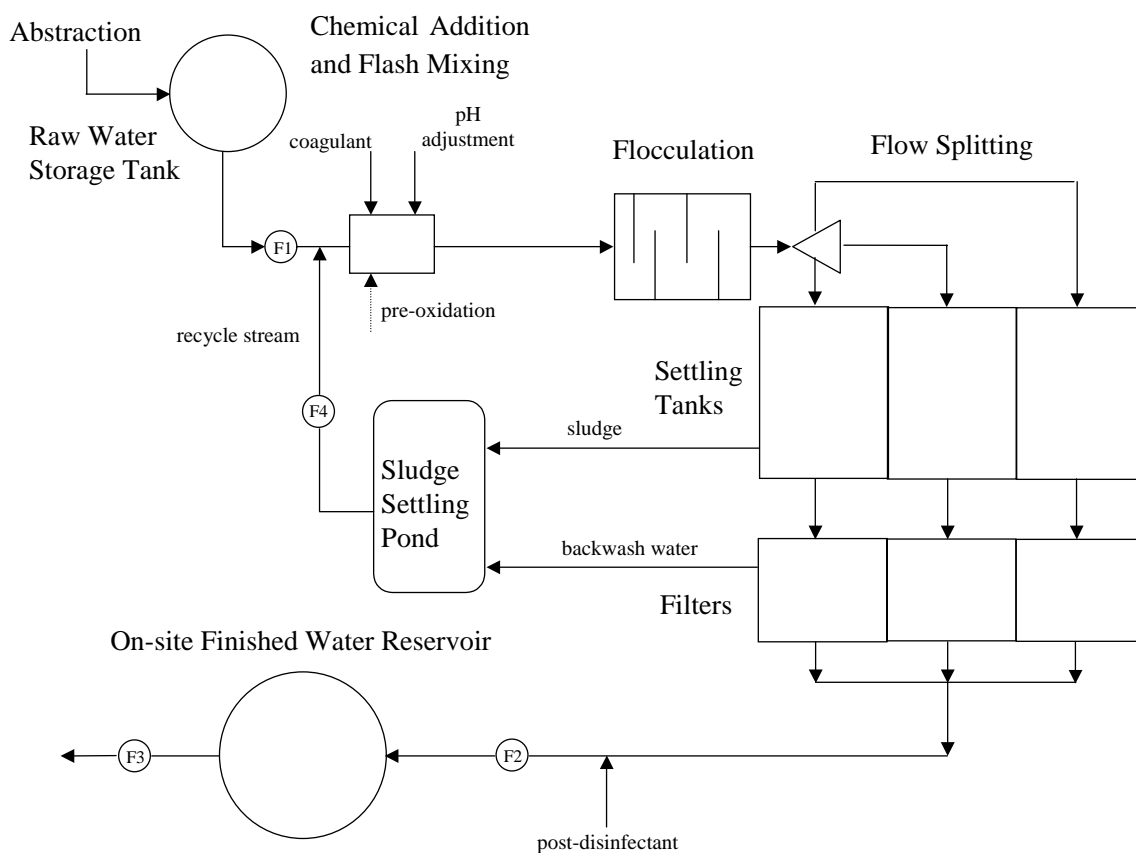 Abstraction
Chemical Addition
and Flash Mixing
Raw Water
Storage Tank
coagulant
pH
adjustment
Flocculation
Flow Splitting
F1
pre-oxidation
recycle stream
F4
Settling
Tanks
sludge
Sludge
Settling
Pond
backwash water
Filters
On-site Finished Water Reservoir
F3
F2
post-disinfectant